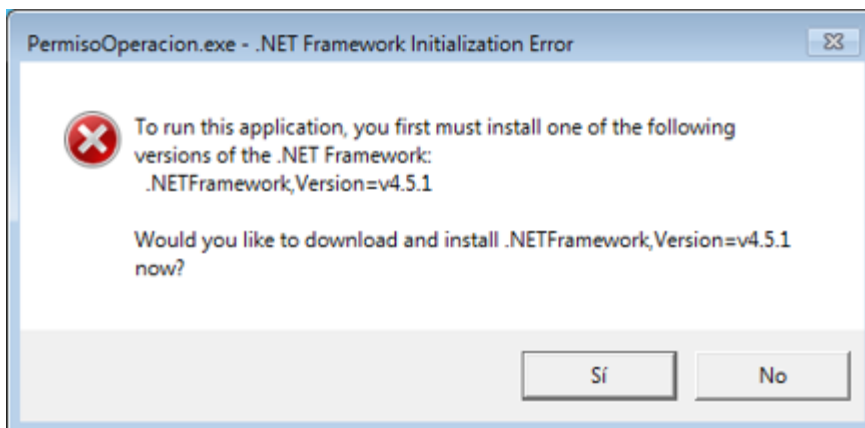 PermisoOperacion.exe - .NET Framework Initialization Error
To run this application, you first must install one of the following
versions of the .NET Framework:
.NETFramework,Version=v4.5.1
Would you like to download and install .NETFramework,Version=v4.5.1
now?
Sí
No